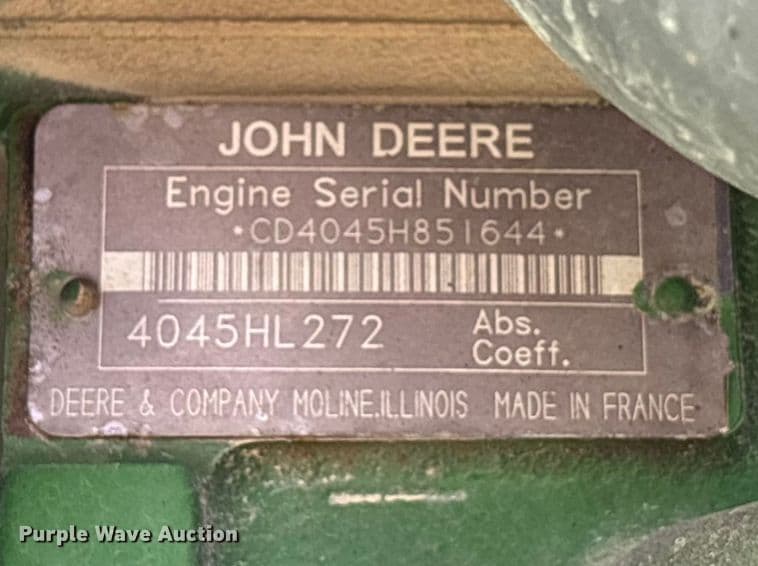 JOHN DEERE
Engine Serial Number
*CD4045H851644*
4045HL272
Abs.
Coeff.
DEERE & COMPANY MOLINE,ILLINOIS MADE IN FRANCE
Purple Wave Auction